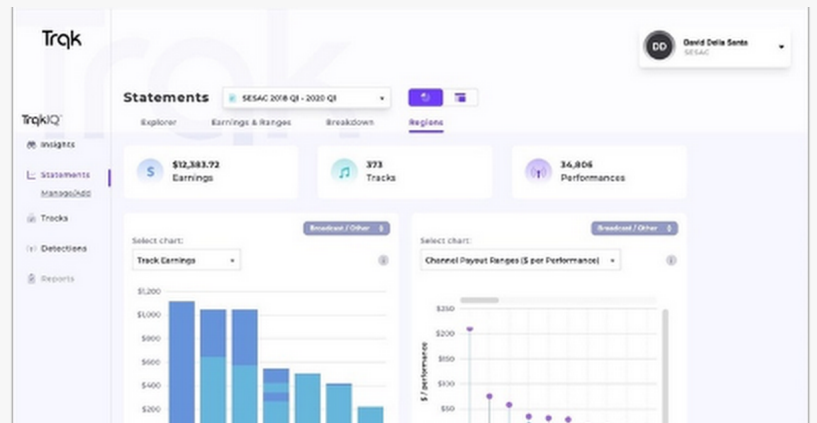 Trqk
DD
David Della Santa
SESAC
Statements
SESAC 2018 Q1 - 2020 Q1
TrqkIQ
Explorer
Earnings & Ranges
Breakdown
Regions
Insights
Statements
Manage/Add
Tracks
Detections
Reports
$
$12,383.72
Earnings
373
Tracks
34,806
Performances
Broadcast / Other
Select chart:
Track Earnings
$1,200
$1,000
$800
$600
$400
$200
Broadcast / Other
Select chart:
Channel Payout Ranges ($ per Performance)
$ / performance
$250
$200
$150
$100
$50